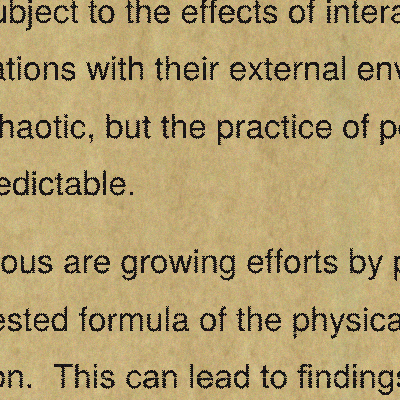 ubject to the effects of intera
ations with their external env
haotic, but the practice of p
edictable.
ous are growing efforts by p
ested formula of the physica
on.  This can lead to findings